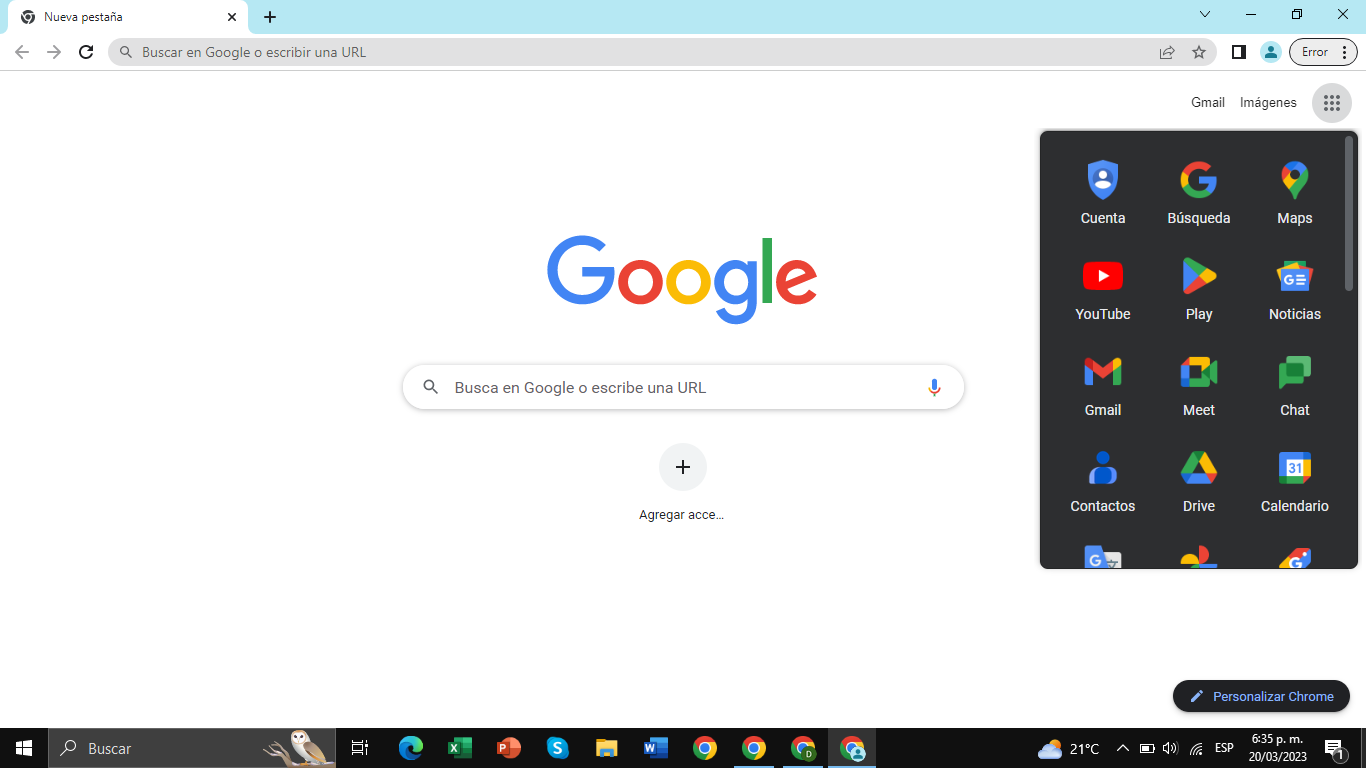 Nueva pestaña
Buscar en Google o escribir una URL
Error
Gmail
Imágenes
Google
Busca en Google o escribe una URL
Agregar acce...
Cuenta
Búsqueda
Maps
YouTube
Play
Noticias
Gmail
Meet
Chat
Contactos
Drive
31
Calendario
Personalizar Chrome
Buscar
21°C
ESP
6:35 p. m.
20/03/2023
1